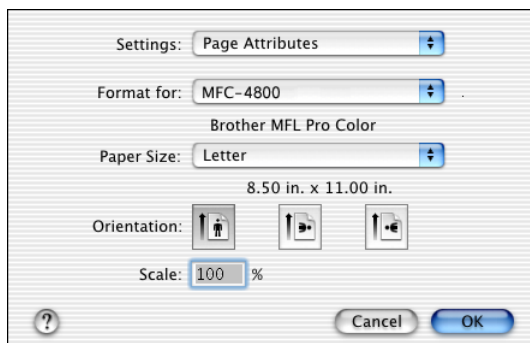 Settings: Page Attributes
Format for: MFC-4800
Brother MFL Pro Color
Paper Size: Letter
8.50 in. x 11.00 in.
Orientation:
Scale: 100 %
? Cancel OK